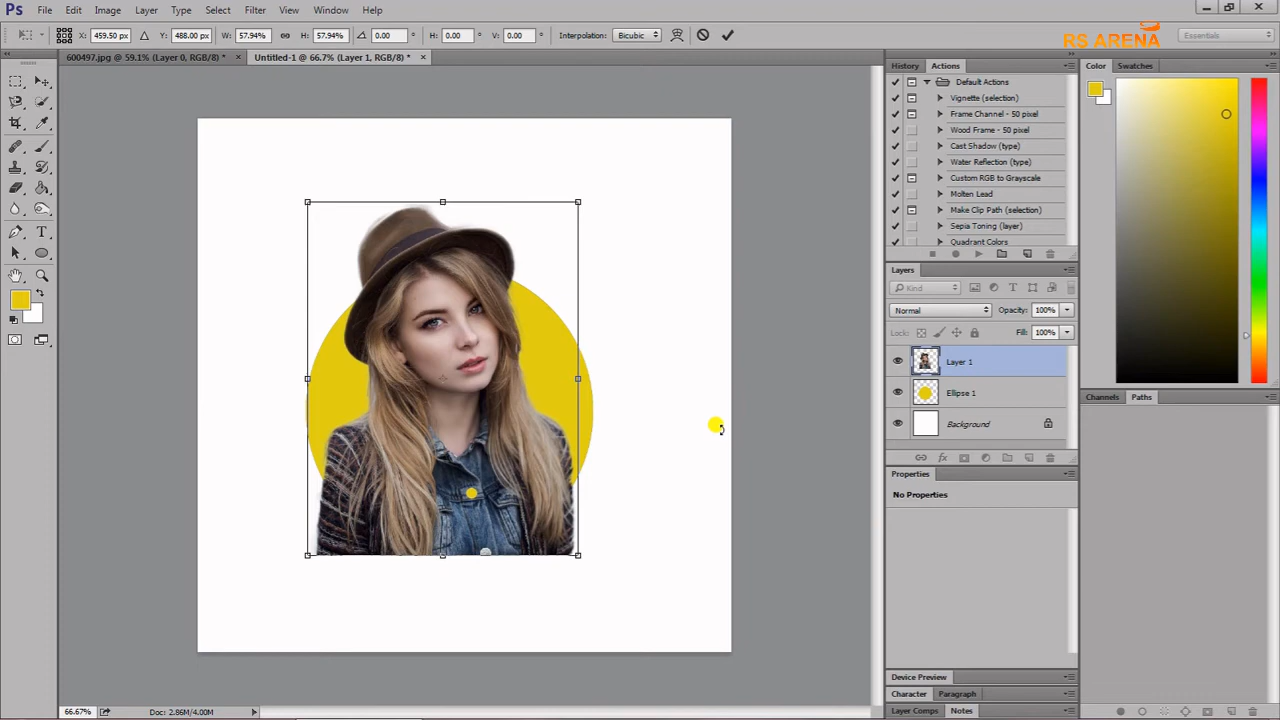 Ps File Edit Image Layer Type Select Filter View Window Help
X: 459.50 px Y: 488.00 px W: 57.94% H: 57.94% 0.00 ° H: 0.00 ° V: 0.00 ° Interpolation: Bicubic
RS ARENA
Essentials
600497.jpg @ 59.1% (Layer 0, RGB/8) * × Untitled-1 @ 66.7% (Layer 1, RGB/8) * ×
History Actions
Color Swatches
Default Actions
Vignette (selection)
Frame Channel - 50 pixel
Wood Frame - 50 pixel
Cast Shadow (type)
Water Reflection (type)
Custom RGB to Grayscale
Molten Lead
Make Clip Path (selection)
Sepia Toning (layer)
Quadrant Colors
Layers
Kind
Normal Opacity: 100%
Lock: Fill: 100%
Layer 1
Ellipse 1
Background
Channels Paths
Properties
No Properties
Device Preview
Character Paragraph
Layer Comps Notes
66.67% Doc: 2.86M/4.00M